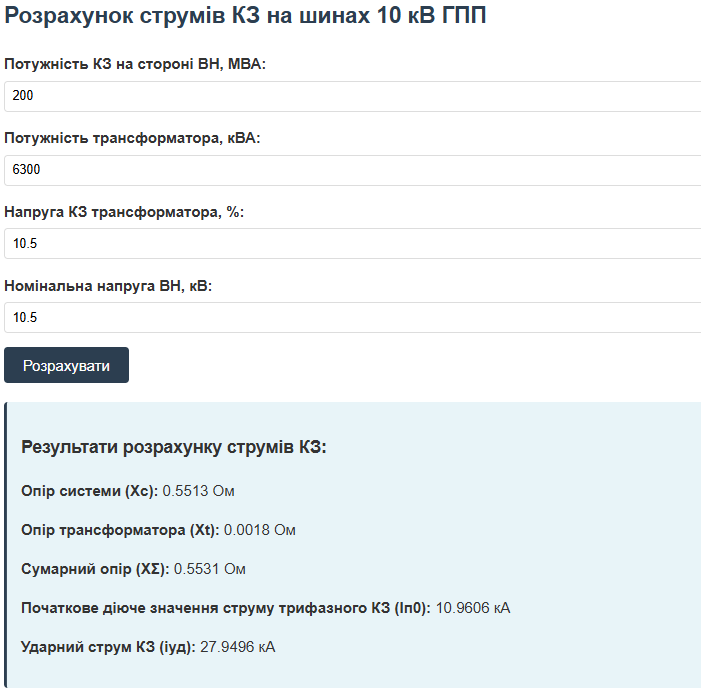 Розрахунок струмів КЗ на шинах 10 кВ ГПП
Потужність КЗ на стороні ВН, МВА:
200
Потужність трансформатора, кВА:
6300
Напруга КЗ трансформатора, %:
10.5
Номінальна напруга ВН, кВ:
10.5
Розрахувати
Результати розрахунку струмів КЗ:
Опір системи (Xc): 0.5513 Ом
Опір трансформатора (Xt): 0.0018 Ом
Сумарний опір (XΣ): 0.5531 Ом
Початкове діюче значення струму трифазного КЗ (Iп0): 10.9606 кА
Ударний струм КЗ (iуд): 27.9496 кА